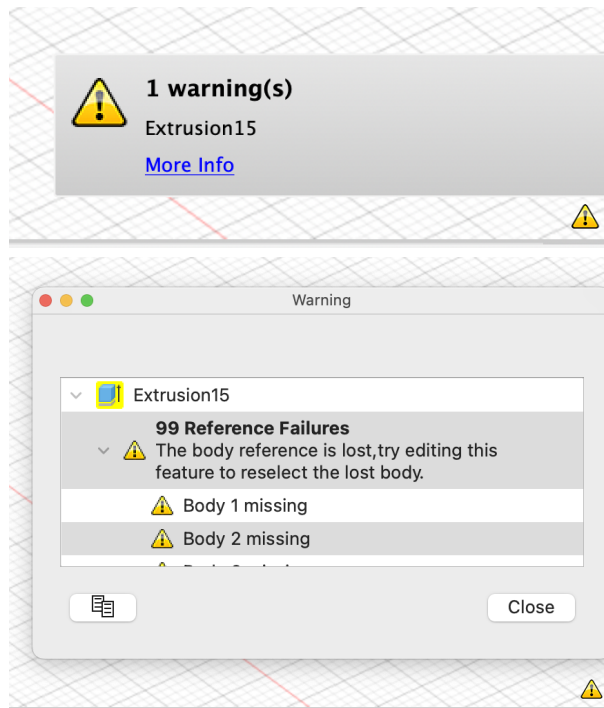 1 warning(s)
Extrusion15
More Info
Warning
Extrusion15
99 Reference Failures
The body reference is lost,try editing this
feature to reselect the lost body.
Body 1 missing
Body 2 missing
Close